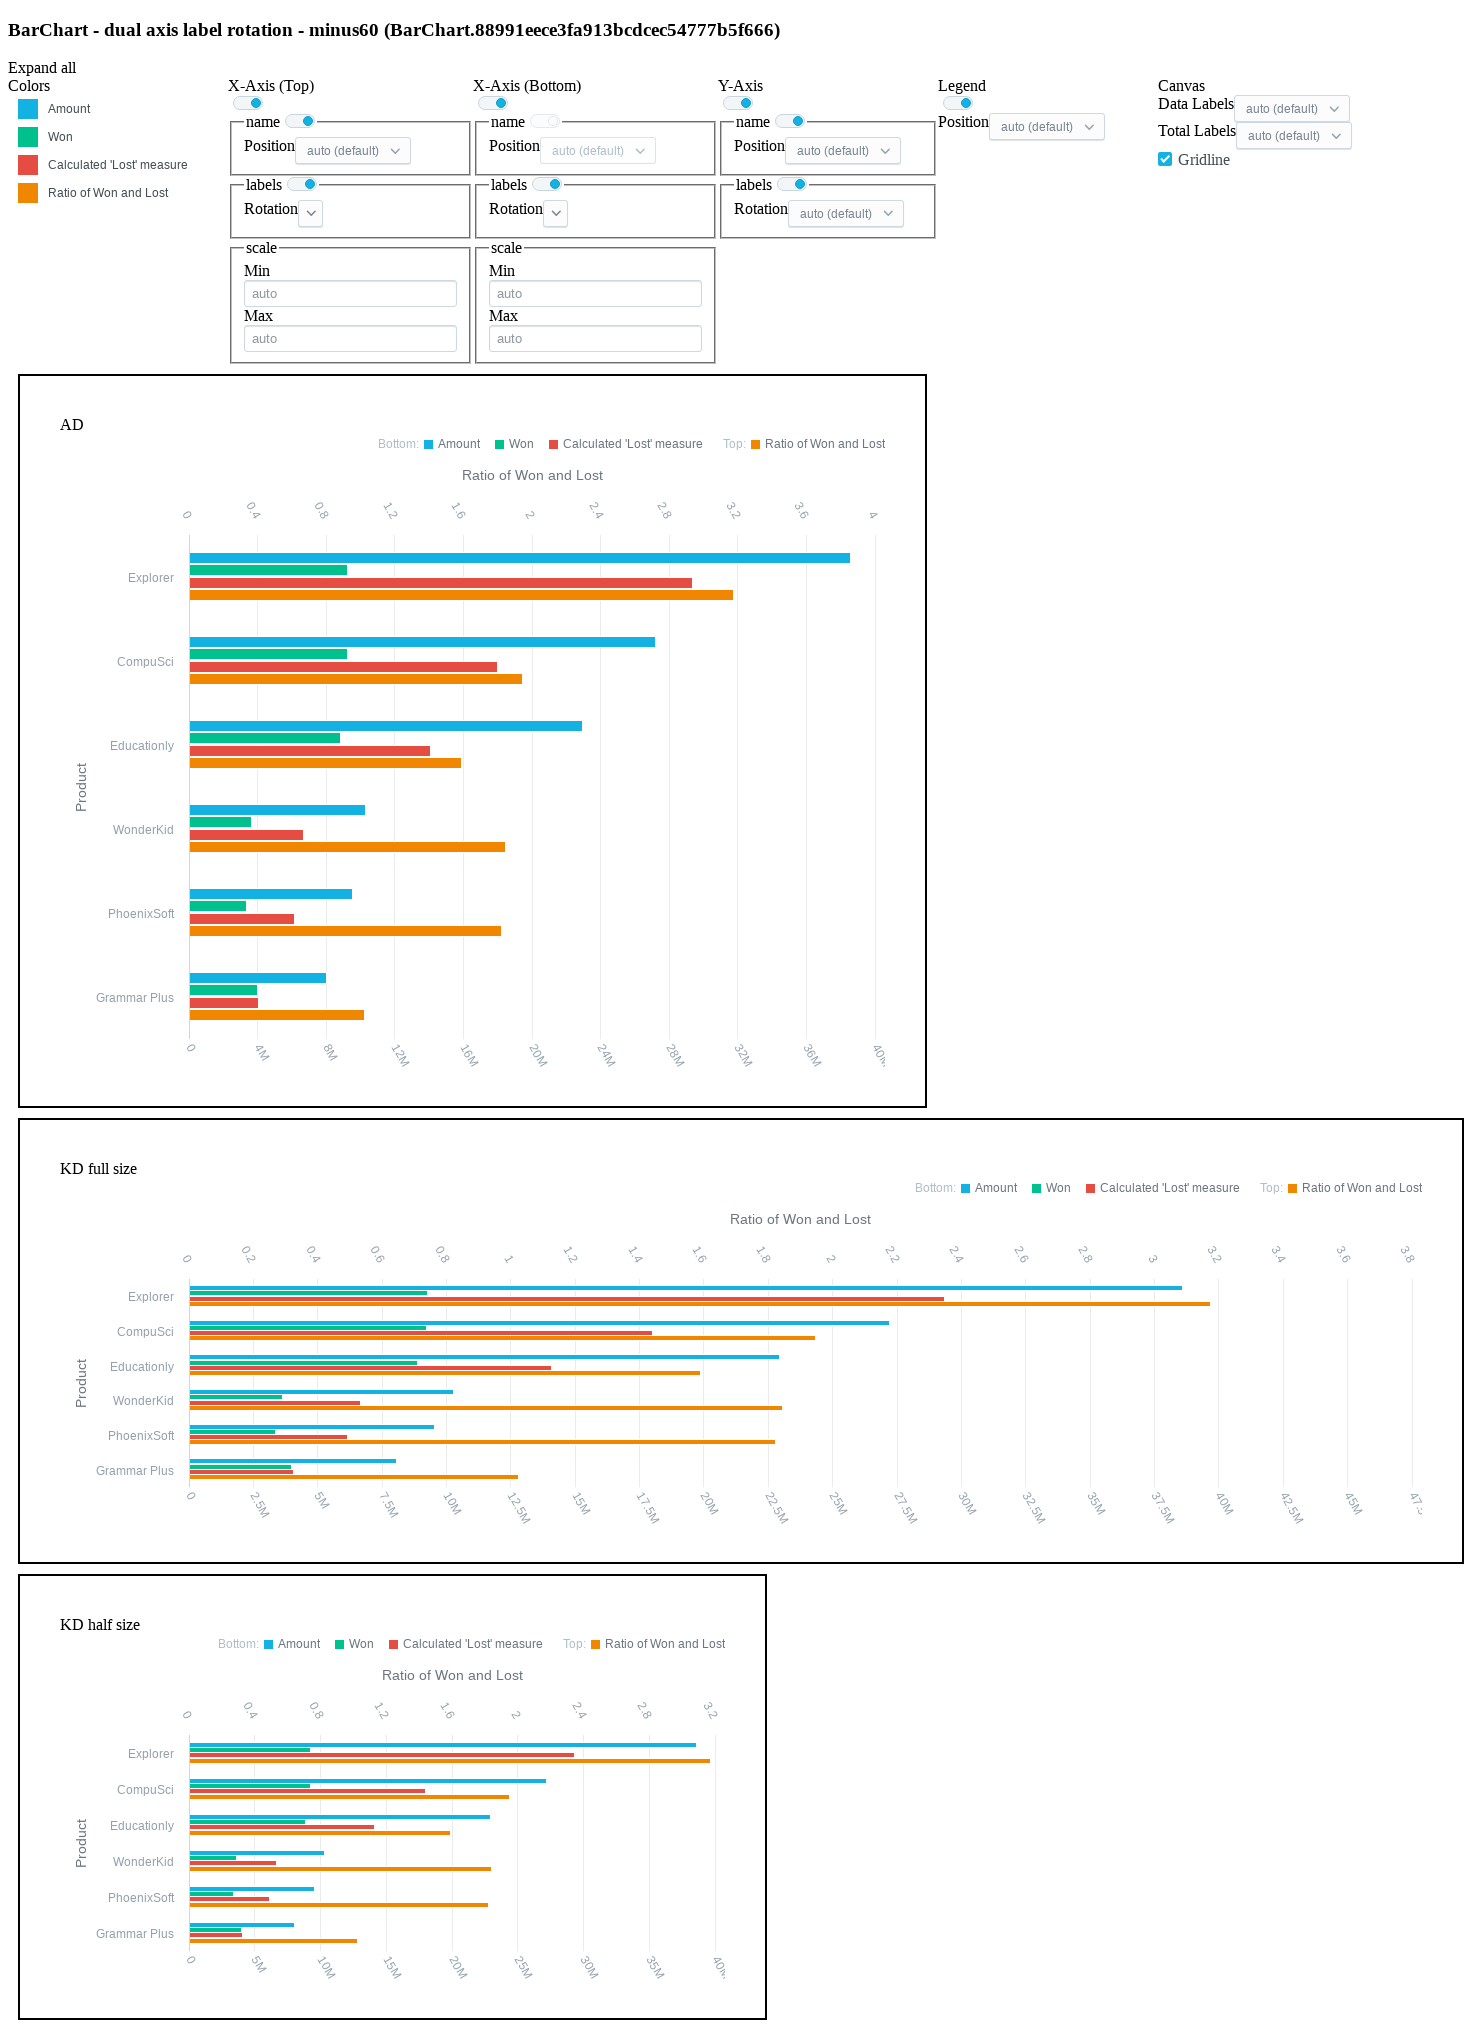 BarChart - dual axis label rotation - minus60 (BarChart.88991eece3fa913bcdcec54777b5f666)
Expand all
Colors
Amount
Won
Calculated 'Lost' measure
Ratio of Won and Lost
X-Axis (Top)
name
Position auto (default)
labels
Rotation
scale
Min
auto
Max
auto
X-Axis (Bottom)
name
Position auto (default)
labels
Rotation
scale
Min
auto
Max
auto
Y-Axis
name
Position auto (default)
labels
Rotation auto (default)
Legend
Position auto (default)
Canvas
Data Labels auto (default)
Total Labels auto (default)
Gridline
AD
Bottom: Amount Won Calculated 'Lost' measure Top: Ratio of Won and Lost
Ratio of Won and Lost
0 0.4 0.8 1.2 1.6 2 2.4 2.8 3.2 3.6 4
Explorer
CompuSci
Educationly
Product
WonderKid
PhoenixSoft
Grammar Plus
0 4M 8M 12M 16M 20M 24M 28M 32M 36M 40M
KD full size
Bottom: Amount Won Calculated 'Lost' measure Top: Ratio of Won and Lost
Ratio of Won and Lost
0 0.2 0.4 0.6 0.8 1 1.2 1.4 1.6 1.8 2 2.2 2.4 2.6 2.8 3 3.2 3.4 3.6 3.8
Explorer
CompuSci
Educationly
Product
WonderKid
PhoenixSoft
Grammar Plus
0 2.5M 5M 7.5M 10M 12.5M 15M 17.5M 20M 22.5M 25M 27.5M 30M 32.5M 35M 37.5M 40M 42.5M 45M
KD half size
Bottom: Amount Won Calculated 'Lost' measure Top: Ratio of Won and Lost
Ratio of Won and Lost
0 0.4 0.8 1.2 1.6 2 2.4 2.8 3.2
Explorer
CompuSci
Educationly
Product
WonderKid
PhoenixSoft
Grammar Plus
0 5M 10M 15M 20M 25M 30M 35M 40M